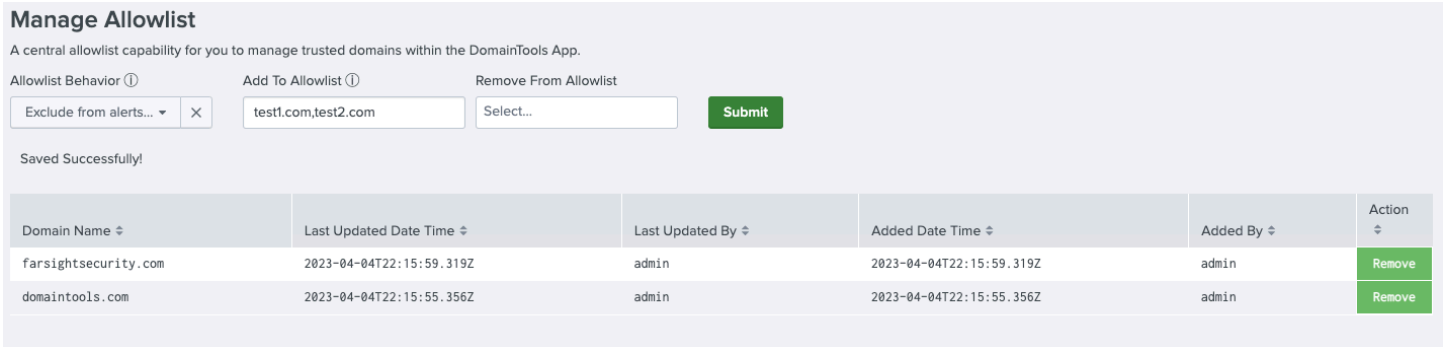 Manage Allowlist
A central allowlist capability for you to manage trusted domains within the DomainTools App.
Allowlist Behavior ⓘ Add To Allowlist ⓘ Remove From Allowlist
Exclude from alerts... × test1.com,test2.com Select... Submit
Saved Successfully!
Action
Domain Name Last Updated Date Time Last Updated By Added Date Time Added By
farsightsecurity.com 2023-04-04T22:15:59.319Z admin 2023-04-04T22:15:59.319Z admin Remove
domaintools.com 2023-04-04T22:15:55.356Z admin 2023-04-04T22:15:55.356Z admin Remove